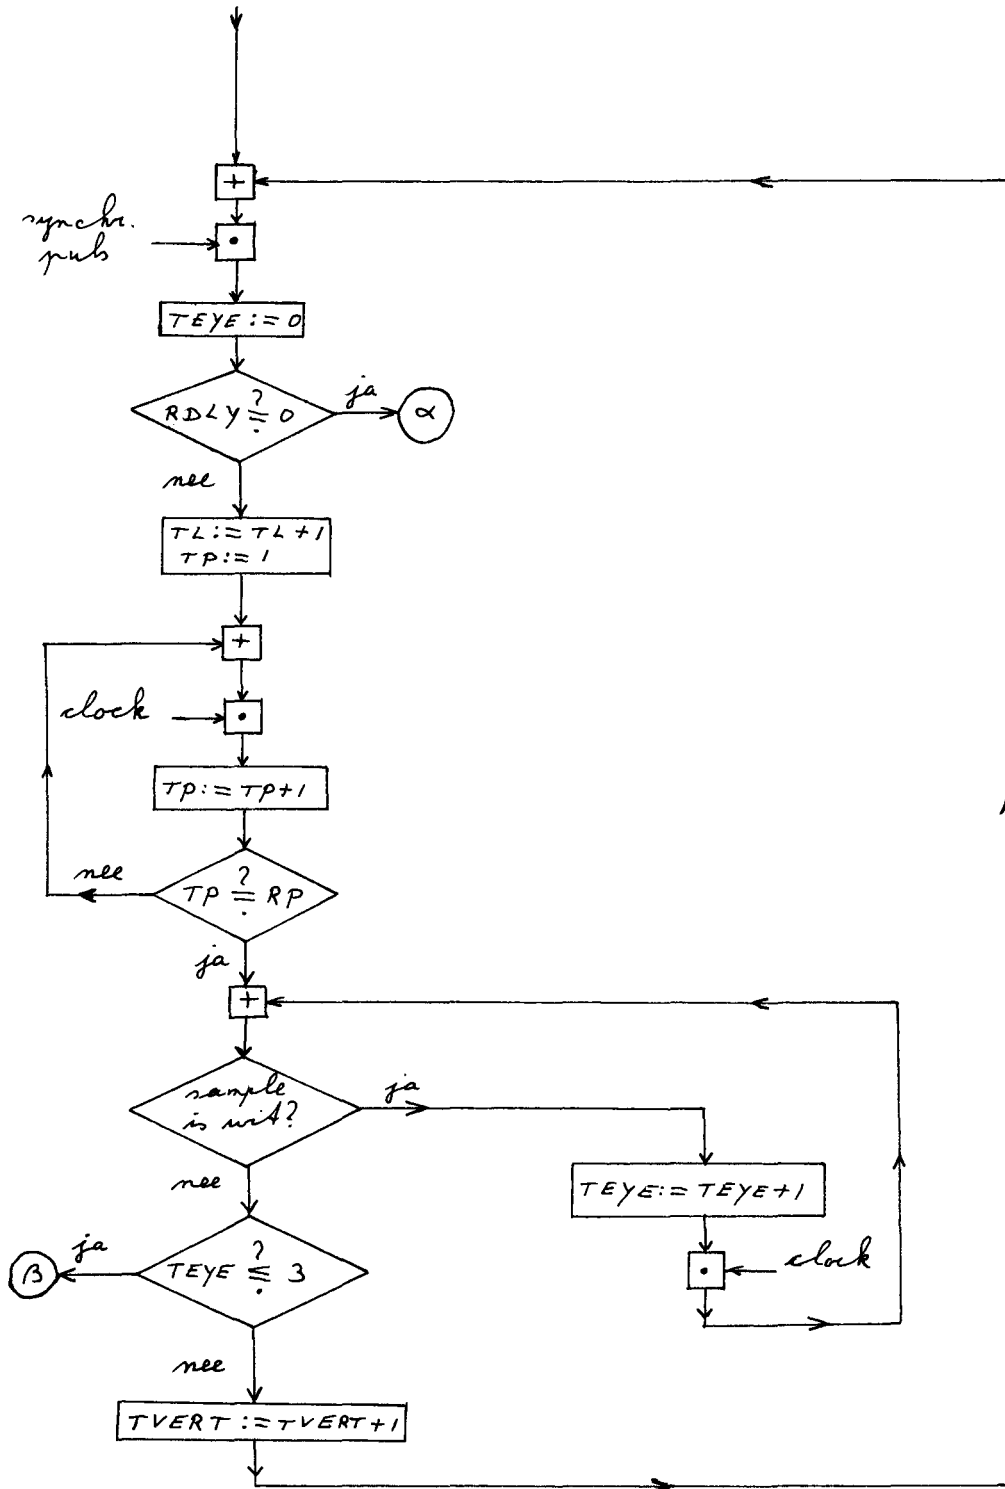 +
synchr.
puls
•
TEYE := 0
RDLY ≟ 0
ja
α
nee
TL := TL + 1
TP := 1
+
clock
•
TP := TP+1
nee
TP ≟ RP
ja
+
sample
is wit?
ja
nee
TEYE := TEYE+1
•
clock
TEYE ≤ 3
?
ja
β
nee
TVERT := TVERT+1